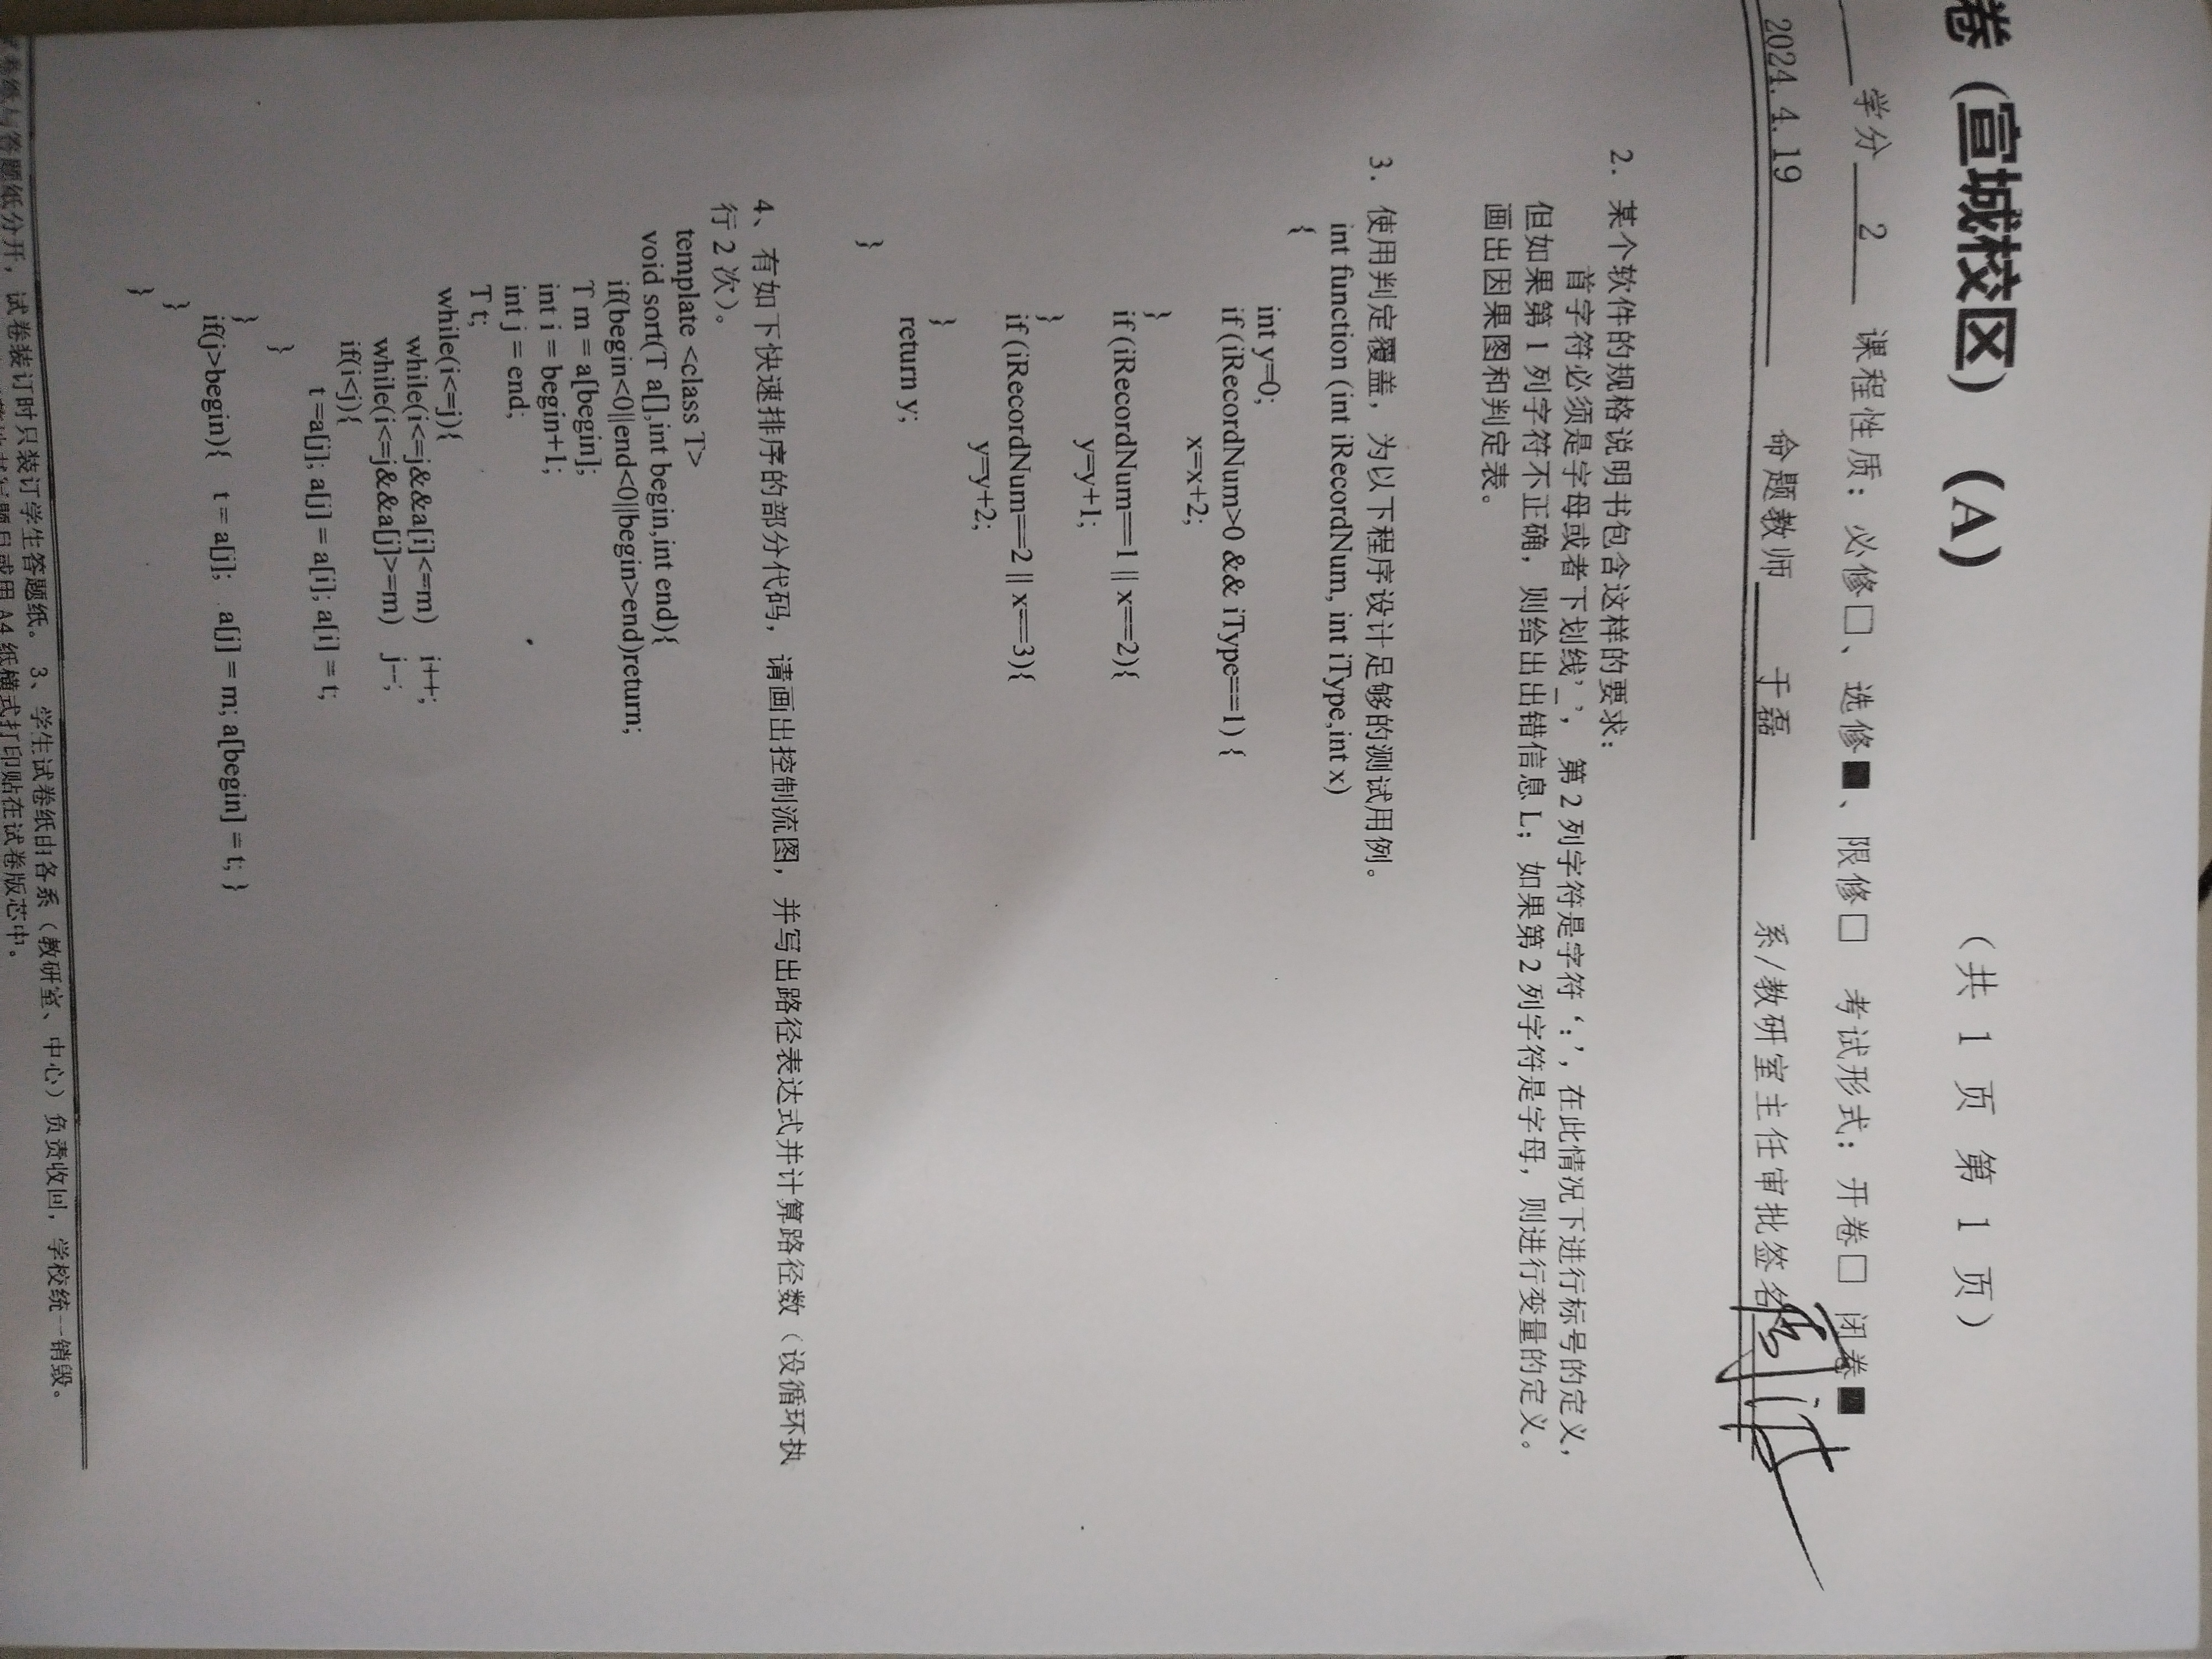 卷 (宣城校区) （A） （共 1 页 第 1 页）
学分 2 课程性质：必修□、选修■、限修□ 考试形式：开卷□ 闭卷■
2024.4.19 命题教师 于磊 系/教研室主任审批签名
2. 某个软件的规格说明书包含这样的要求：
首字符必须是字母或者下划线’_’， 第 2 列字符是字符‘:’，在此情况下进行标号的定义，
但如果第 1 列字符不正确，则给出出错信息 L；如果第 2 列字符是字母，则进行变量的定义。
画出因果图和判定表。
3. 使用判定覆盖，为以下程序设计足够的测试用例。
int function (int iRecordNum, int iType,int x)
{
int y=0;
if (iRecordNum>0 && iType==1) {
x=x+2;
}
if (iRecordNum==1 || x==2){
y=y+1;
}
if (iRecordNum==2 || x==3){
y=y+2;
}
return y;
}
4、有如下快速排序的部分代码，请画出控制流图，并写出路径表达式并计算路径数（设循环执
行 2 次）。
template <class T>
void sort(T a[],int begin,int end){
if(begin<0||end<0||begin>end)return;
T m = a[begin];
int i = begin+1;
int j = end;
T t;
while(i<=j){
while(i<=j&&a[i]<=m) i++;
while(i<=j&&a[j]>=m) j--;
if(i<j){
t =a[j]; a[j] = a[i]; a[i] = t;
}
}
if(j>begin){ t = a[j]; a[j] = m; a[begin] = t; }
}
}
卷纸与答题纸分开，试卷装订时只装订学生答题纸。 3、学生试卷纸由各系（教研室、中心）负责收回，学校统一销毁。
题目或用 A4 纸横式打印贴在试卷版芯中。